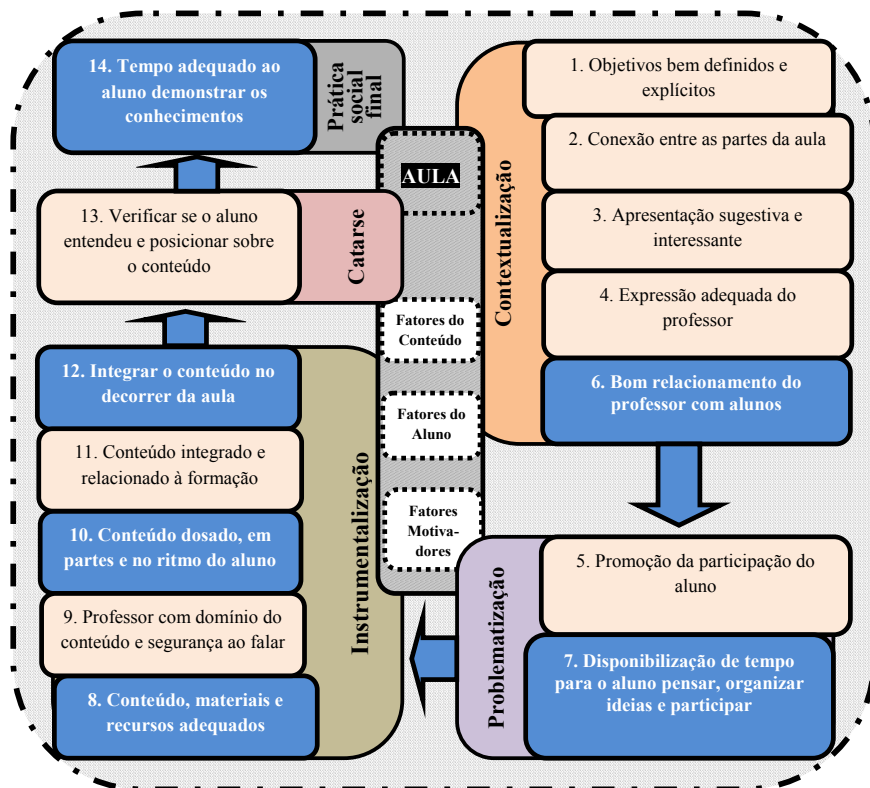 14. Tempo adequado ao
aluno demonstrar os
conhecimentos
Prática
social
final
13. Verificar se o aluno
entendeu e posicionar sobre
o conteúdo
Catarse
12. Integrar o conteúdo no
decorrer da aula
11. Conteúdo integrado e
relacionado à formação
10. Conteúdo dosado, em
partes e no ritmo do aluno
9. Professor com domínio do
conteúdo e segurança ao falar
8. Conteúdo, materiais e
recursos adequados
Instrumentalização
AULA
Fatores do
Conteúdo
Fatores do
Aluno
Fatores
Motiva-
dores
Contextualização
1. Objetivos bem definidos e
explícitos
2. Conexão entre as partes da aula
3. Apresentação sugestiva e
interessante
4. Expressão adequada do
professor
6. Bom relacionamento do
professor com alunos
Problematização
5. Promoção da participação do
aluno
7. Disponibilização de tempo
para o aluno pensar, organizar
ideias e participar